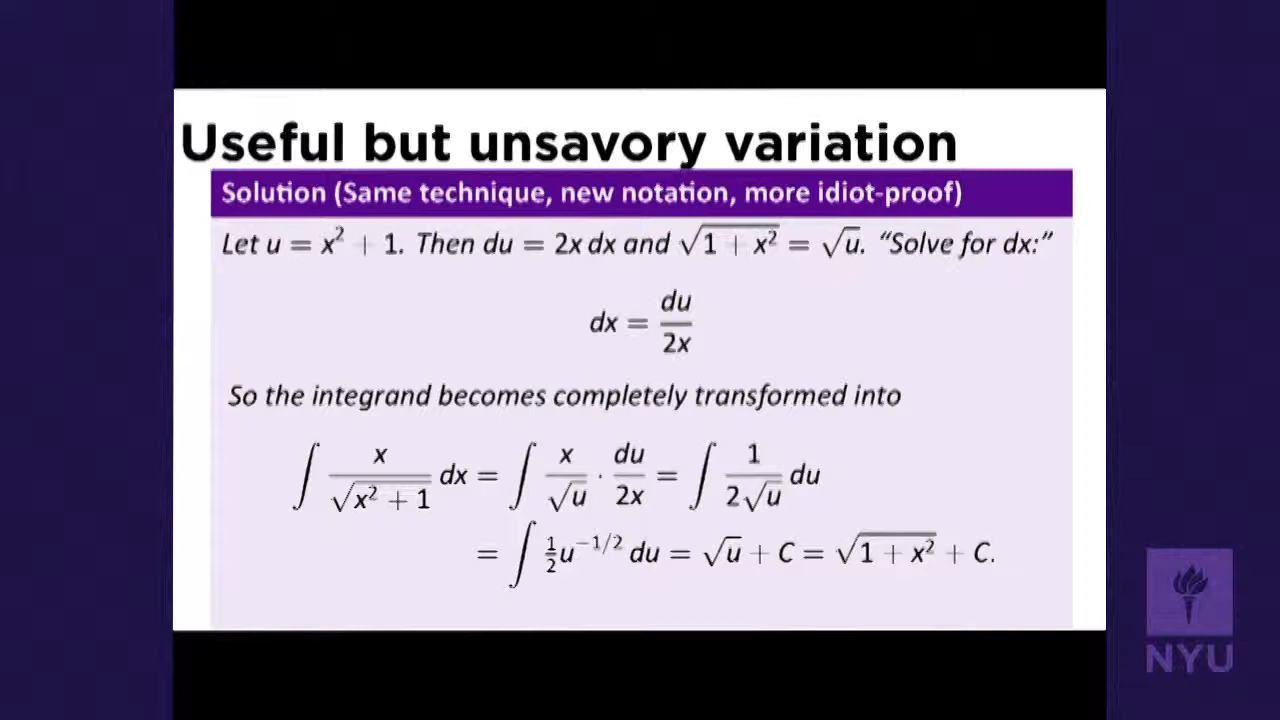 Useful but unsavory variation
Solution (Same technique, new notation, more idiot-proof)
Let u = x² + 1. Then du = 2x dx and √(1 + x²) = √u. “Solve for dx:”
dx = du/2x
So the integrand becomes completely transformed into
∫ x/√(x² + 1) dx = ∫ x/√u · du/2x = ∫ 1/(2√u) du
= ∫ ½u^(−1/2) du = √u + C = √(1 + x²) + C.
NYU